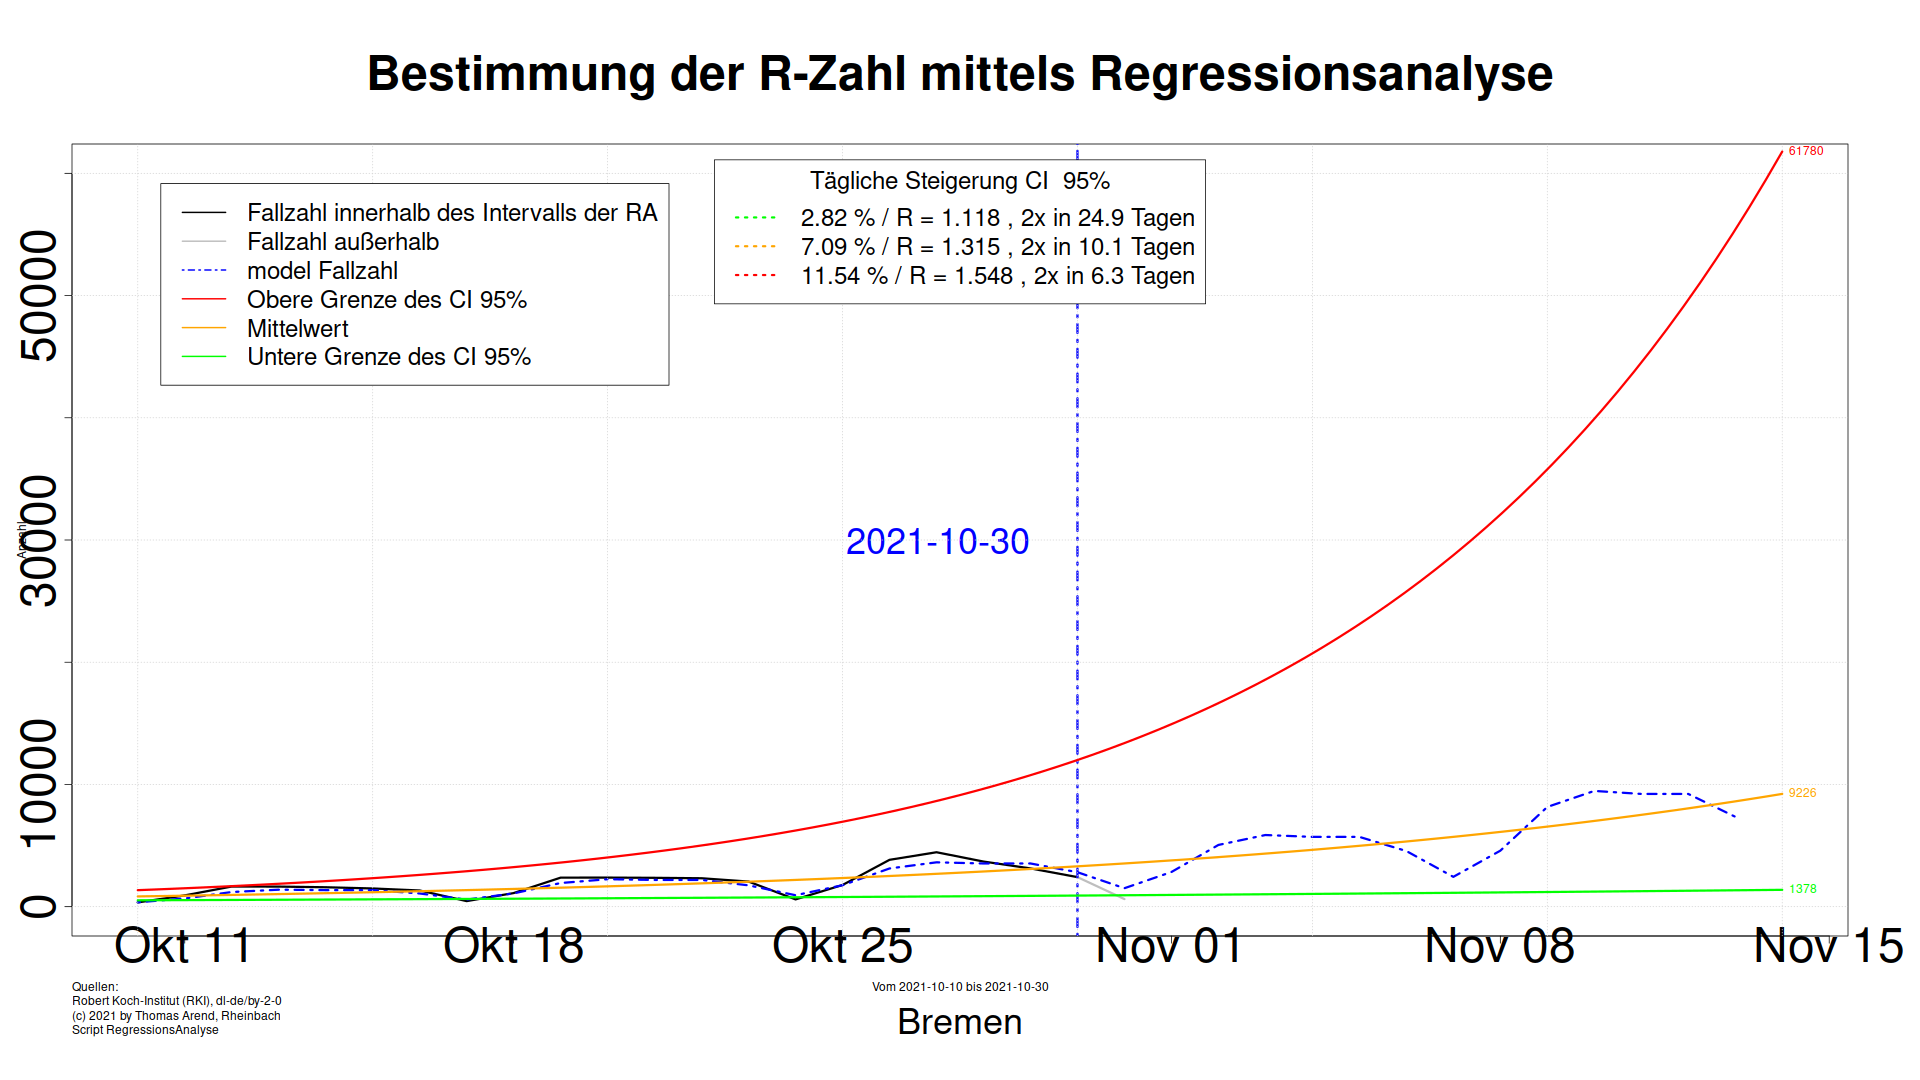 Bestimmung der R-Zahl mittels Regressionsanalyse
61780
Tägliche Steigerung CI  95%
2.82 % / R = 1.118 , 2x in 24.9 Tagen
7.09 % / R = 1.315 , 2x in 10.1 Tagen
11.54 % / R = 1.548 , 2x in 6.3 Tagen
Fallzahl innerhalb des Intervalls der RA
Fallzahl außerhalb
model Fallzahl
Obere Grenze des CI 95%
Mittelwert
Untere Grenze des CI 95%
50000
30000
10000
0
Anzahl
2021-10-30
9226
1378
Okt 11
Okt 18
Okt 25
Nov 01
Nov 08
Nov 15
Quellen:
Robert Koch-Institut (RKI), dl-de/by-2-0
(c) 2021 by Thomas Arend, Rheinbach
Script RegressionsAnalyse
Vom 2021-10-10 bis 2021-10-30
Bremen